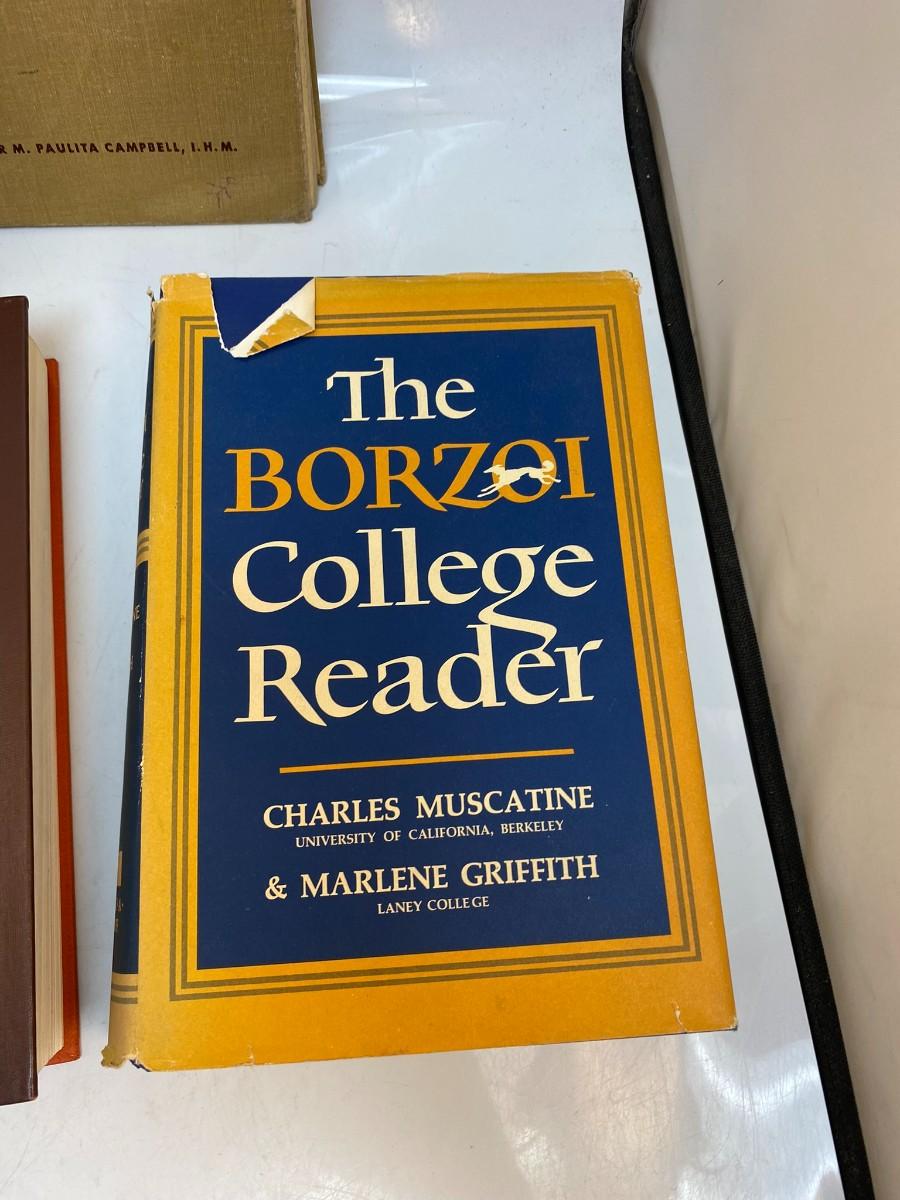 M. PAULITA CAMPBELL, I.H.M.
The
BORZOI
College
Reader
CHARLES MUSCATINE
UNIVERSITY OF CALIFORNIA, BERKELEY
& MARLENE GRIFFITH
LANEY COLLEGE